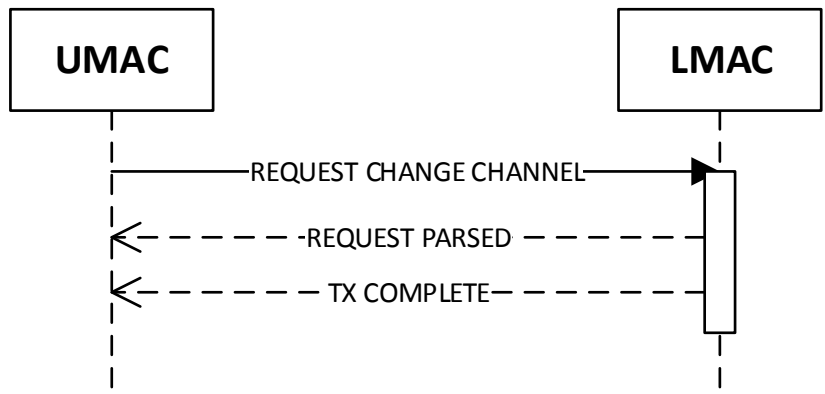 UMAC
LMAC
REQUEST CHANGE CHANNEL
REQUEST PARSED
TX COMPLETE